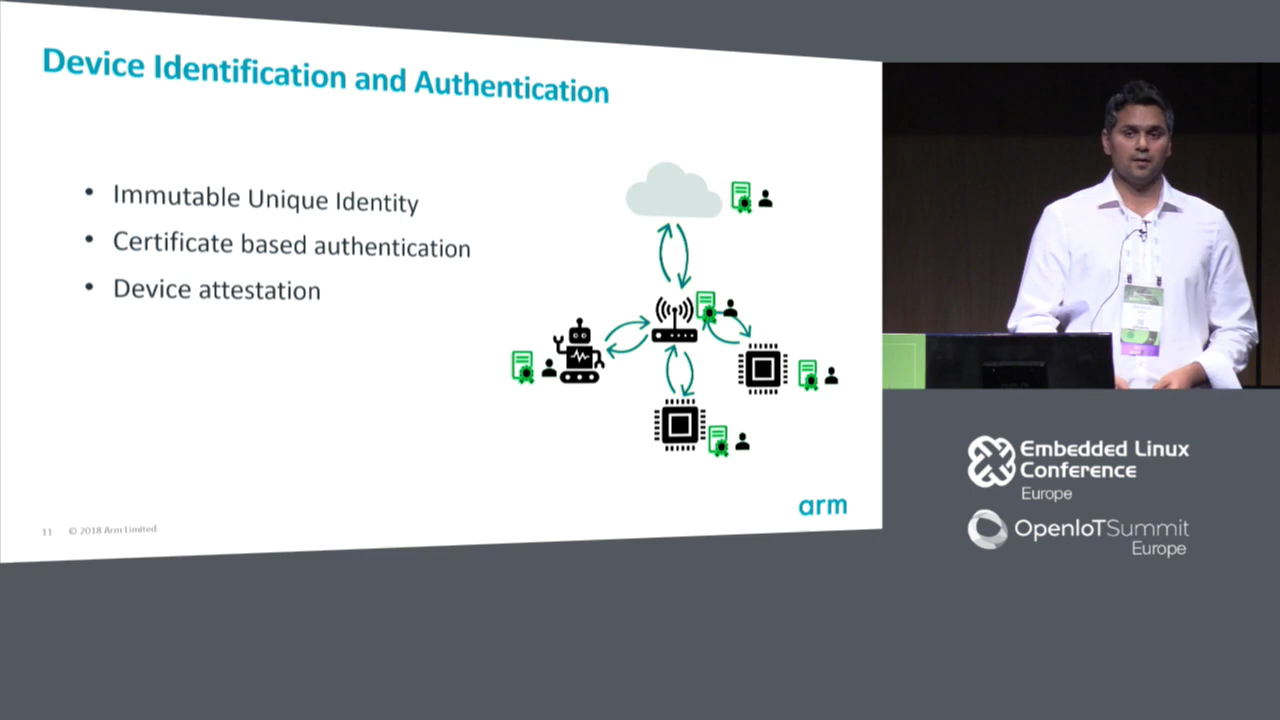 Device Identification and Authentication
• Immutable Unique Identity
• Certificate based authentication
• Device attestation
arm
11 © 2018 Arm Limited
Embedded Linux
Conference
Europe
OpenIoTSummit
Europe